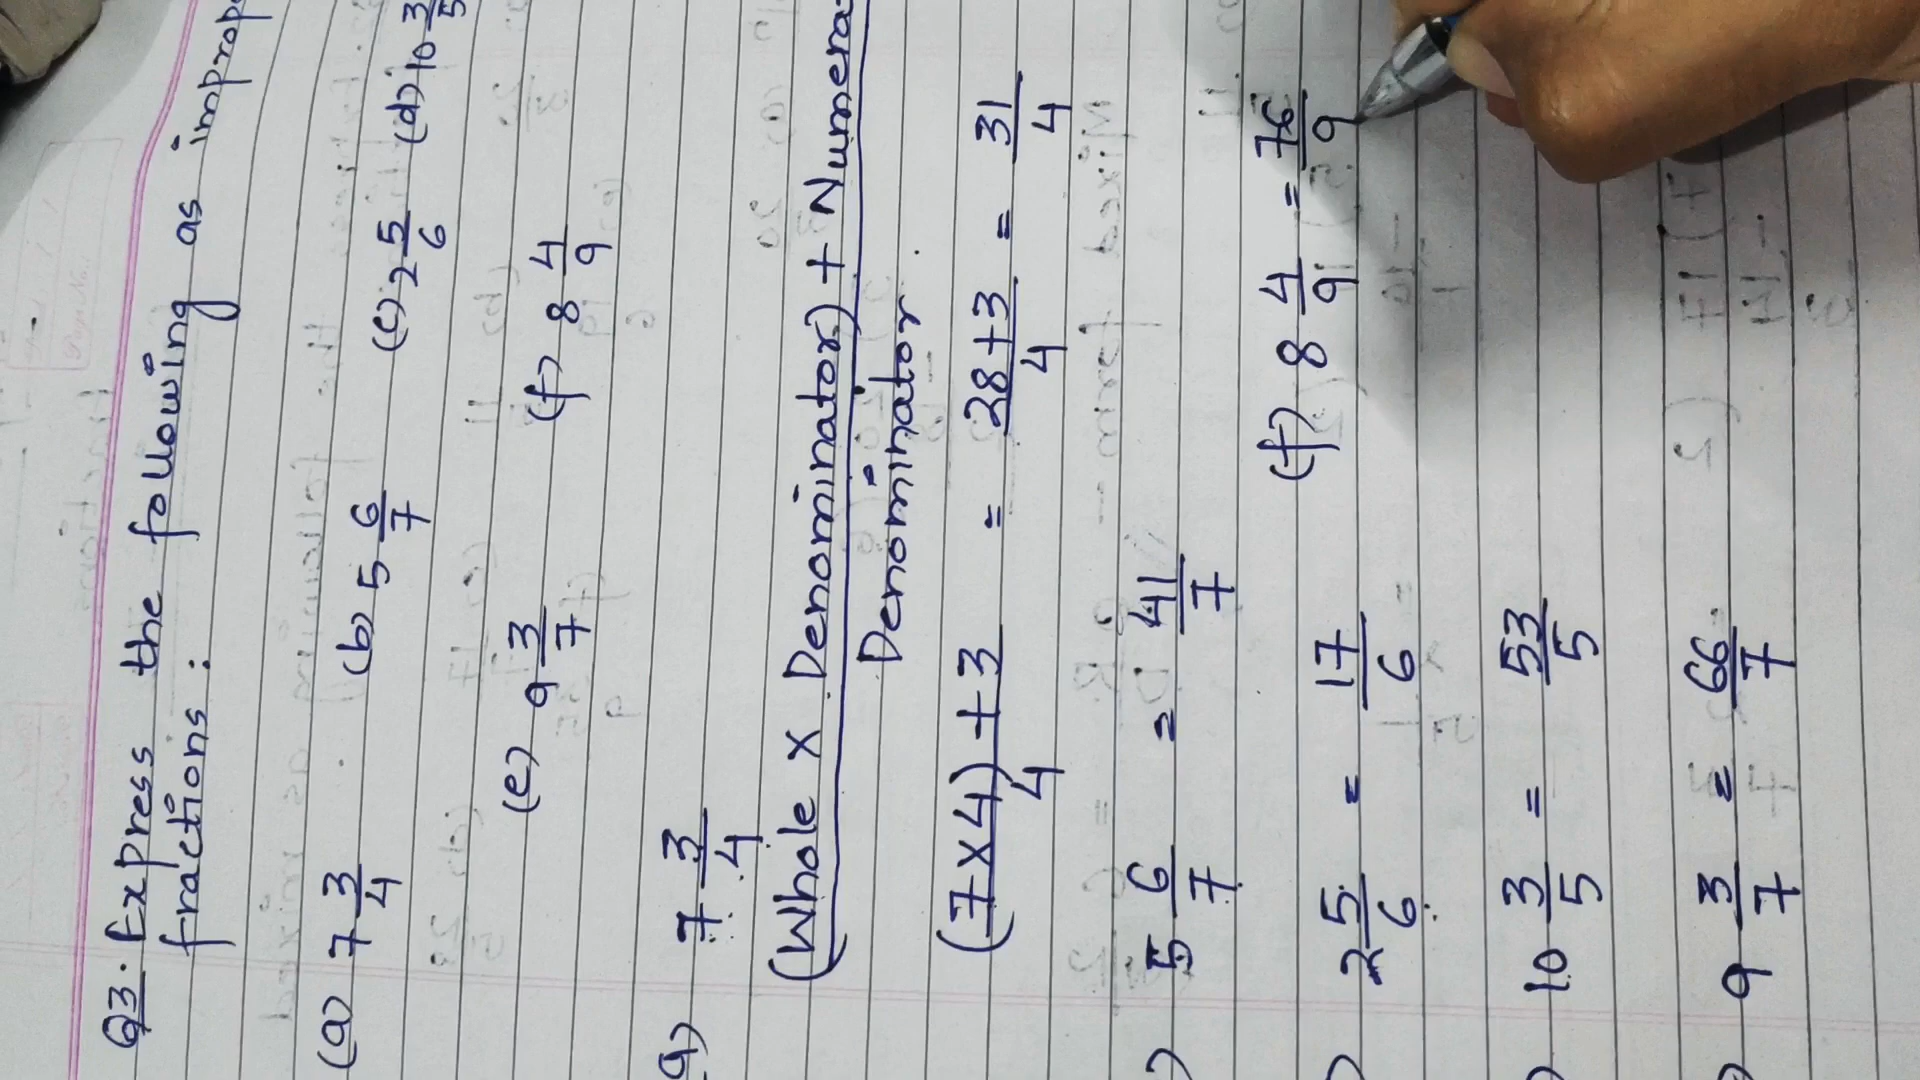 Q3. Express the following as
fractions :
(a) 7 3/4 (b) 5 6/7 (c) 2 5/6 (d) 10 3/5
(e) 9 3/7 (f) 8 4/9
a) 7 3/4
(Whole × Denominator) +
Denominator
(7×4)+3/4 = 28+3/4 = 31/4
) 5 6/7 = 41/7
) 2 5/6 = 17/6 (f) 8 4/9 = 76/9
) 10 3/5 = 53/5
) 9 3/7 = 66/7